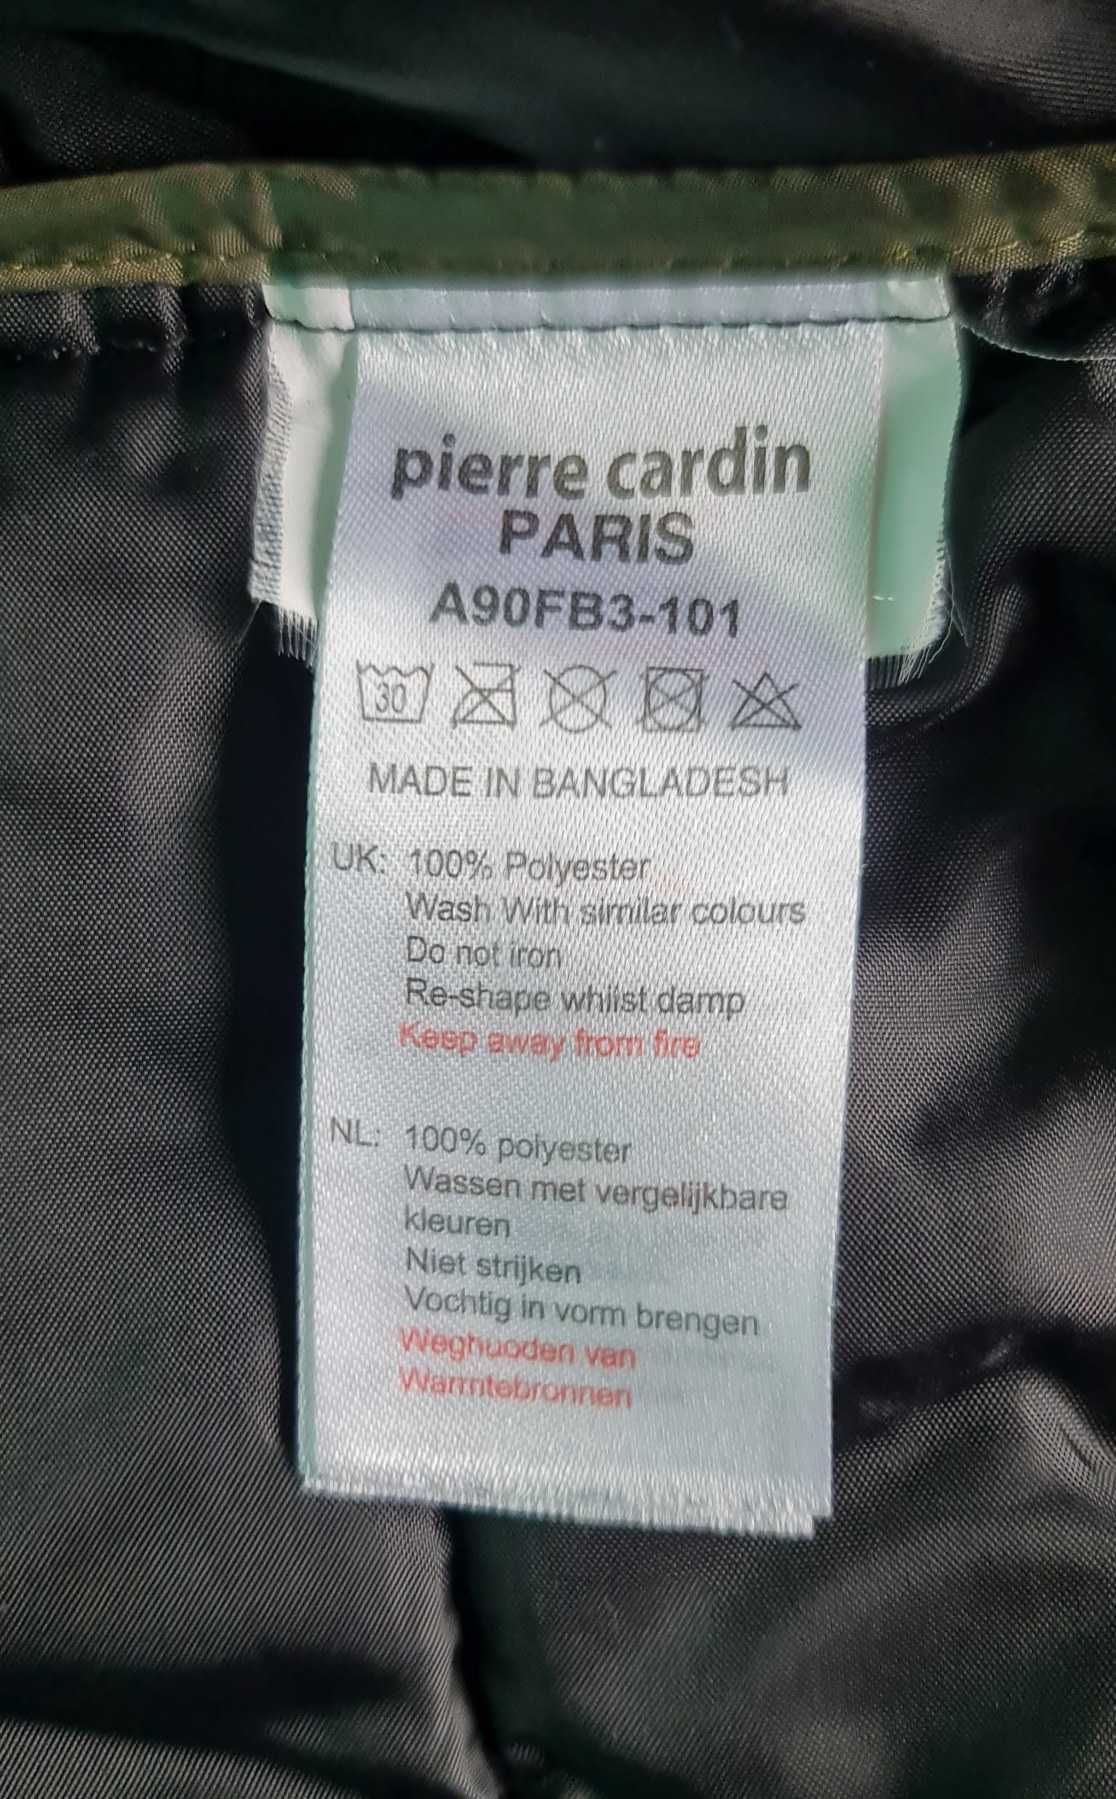 pierre cardin
PARIS
A90FB3-101
30
MADE IN BANGLADESH
UK: 100% Polyester
Wash With similar colours
Do not iron
Re-shape whilst damp
Keep away from fire
NL: 100% polyester
Wassen met vergelijkbare
kleuren
Niet strijken
Vochtig in vorm brengen
Weghuoden van
Warmtebronnen